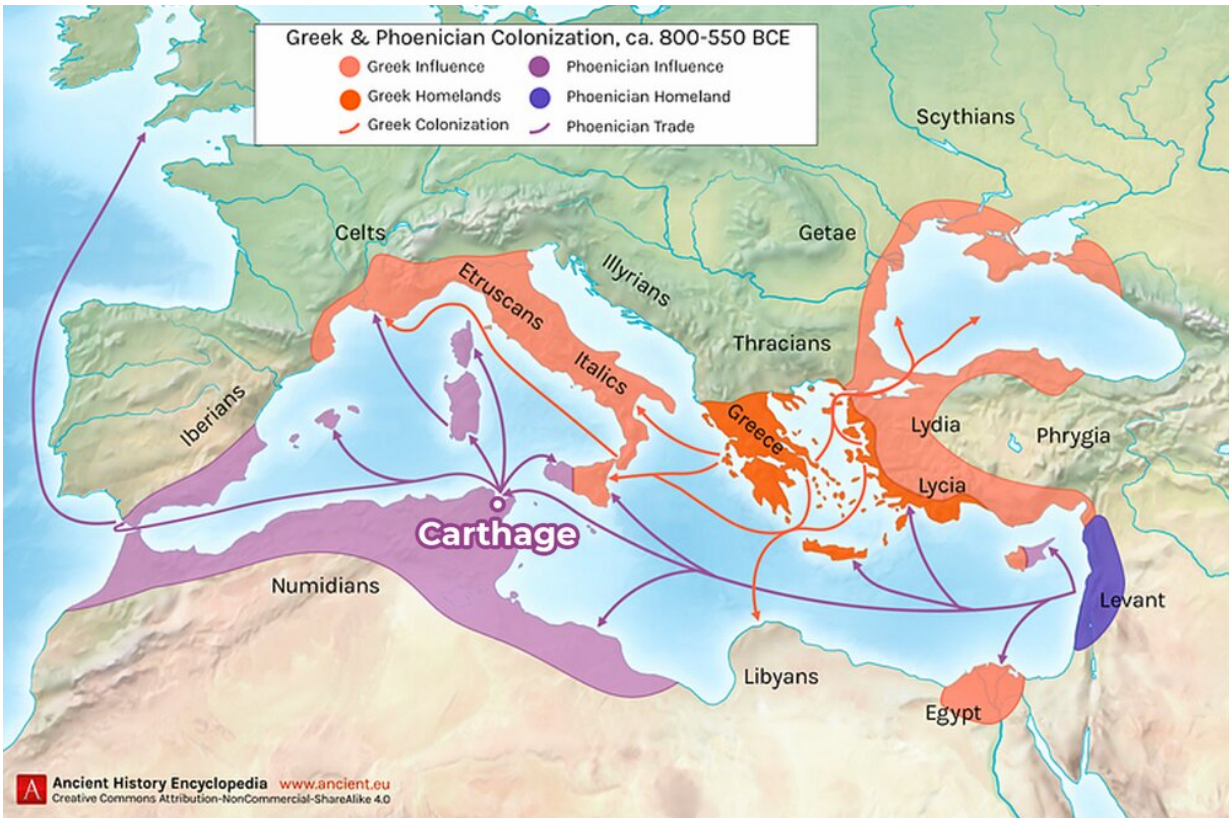 Greek & Phoenician Colonization, ca. 800-550 BCE
Greek Influence
Phoenician Influence
Greek Homelands
Phoenician Homeland
Greek Colonization
Phoenician Trade
Scythians
Celts
Getae
Illyrians
Etruscans
Thracians
Italics
Iberians
Greece
Lydia
Phrygia
Lycia
Carthage
Numidians
Levant
Libyans
Egypt
A
Ancient History Encyclopedia www.ancient.eu
Creative Commons Attribution-NonCommercial-ShareAlike 4.0